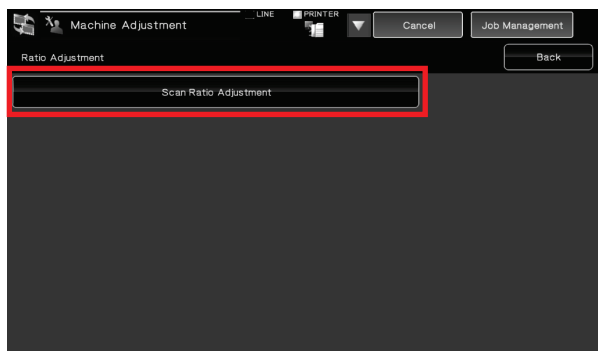 Machine Adjustment
LINE
PRINTER
Cancel
Job Management
Ratio Adjustment
Back
Scan Ratio Adjustment